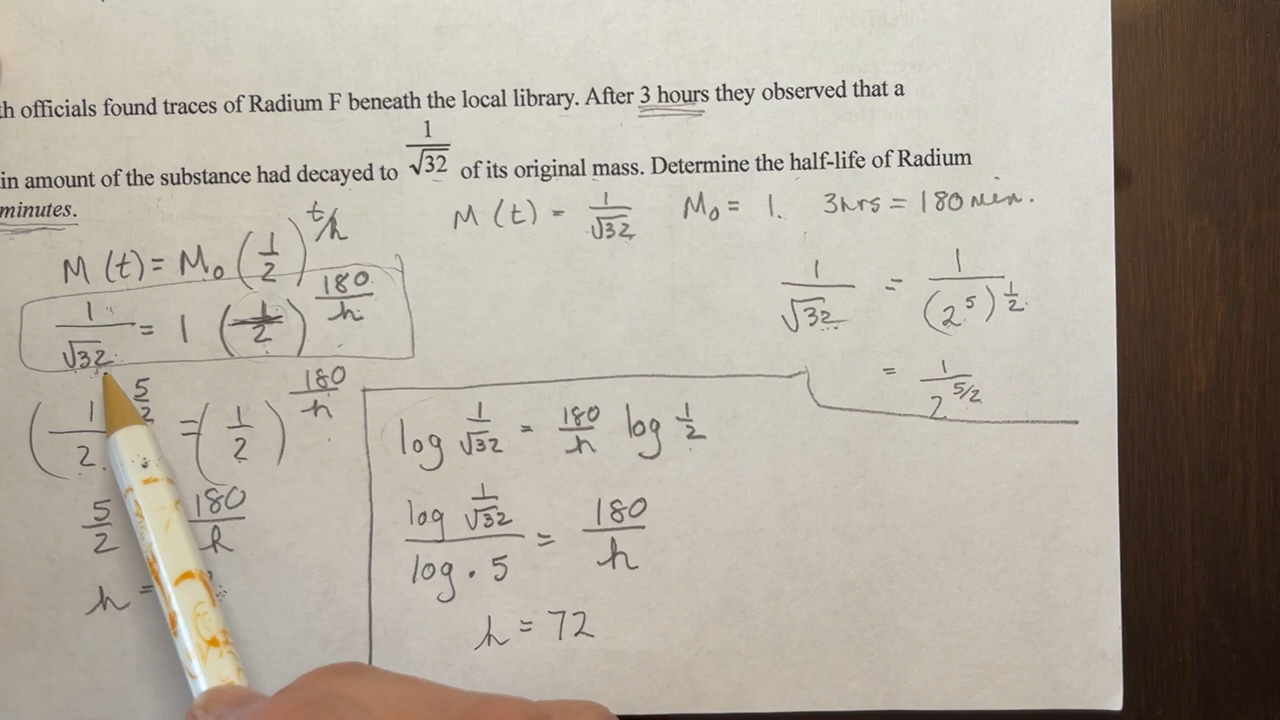 th officials found traces of Radium F beneath the local library. After 3 hours they observed that a
in amount of the substance had decayed to 1/√32 of its original mass. Determine the half-life of Radium
minutes.
M(t) = 1/√32 M₀ = 1. 3hrs = 180 min.
M(t) = M₀(1/2)^(t/h)
1/√32 = 1(1/2)^(180/h)
(1/2)^(5/2) = (1/2)^(180/h)
5/2 180/h
h =
log 1/√32 = 180/h log 1/2
log 1/√32 / log .5 = 180/h
h = 72
1/√32 = 1/(2⁵)^(1/2)
= 1/2^(5/2)